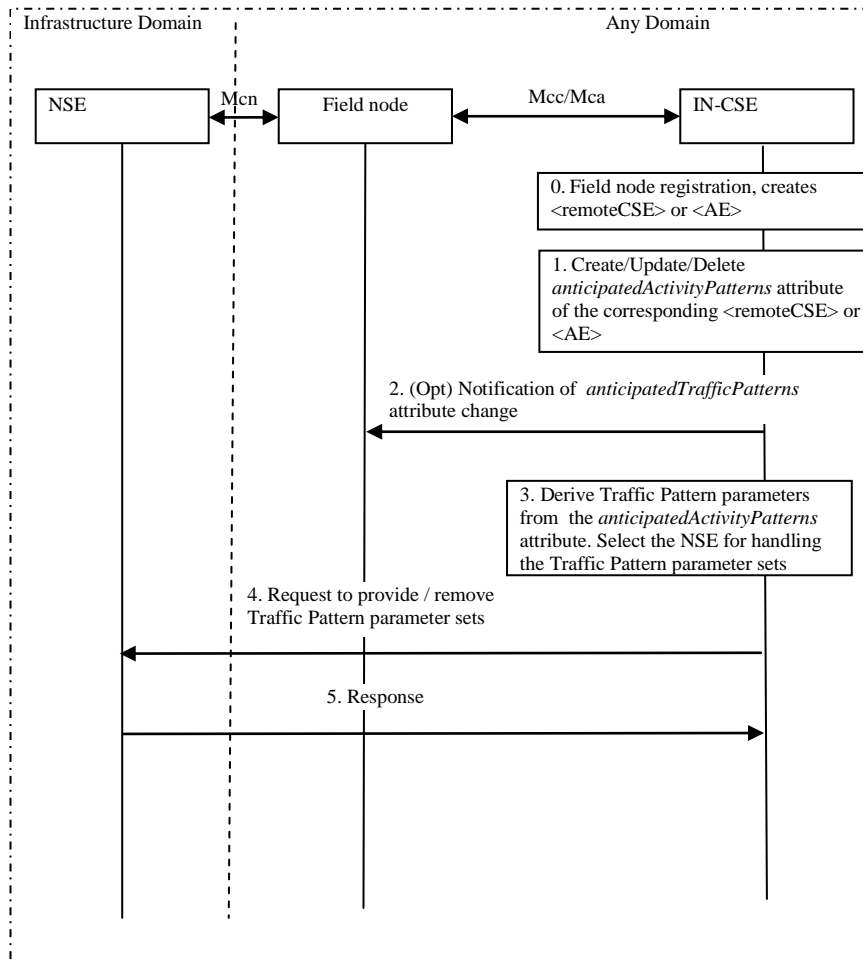 Infrastructure Domain
Any Domain
NSE
Mcn
Field node
Mcc/Mca
IN-CSE
0. Field node registration, creates
<remoteCSE> or <AE>
1. Create/Update/Delete
anticipatedActivityPatterns attribute
of the corresponding <remoteCSE> or
<AE>
2. (Opt) Notification of anticipatedTrafficPatterns
attribute change
3. Derive Traffic Pattern parameters
from the anticipatedActivityPatterns
attribute. Select the NSE for handling
the Traffic Pattern parameter sets
4. Request to provide / remove
Traffic Pattern parameter sets
5. Response